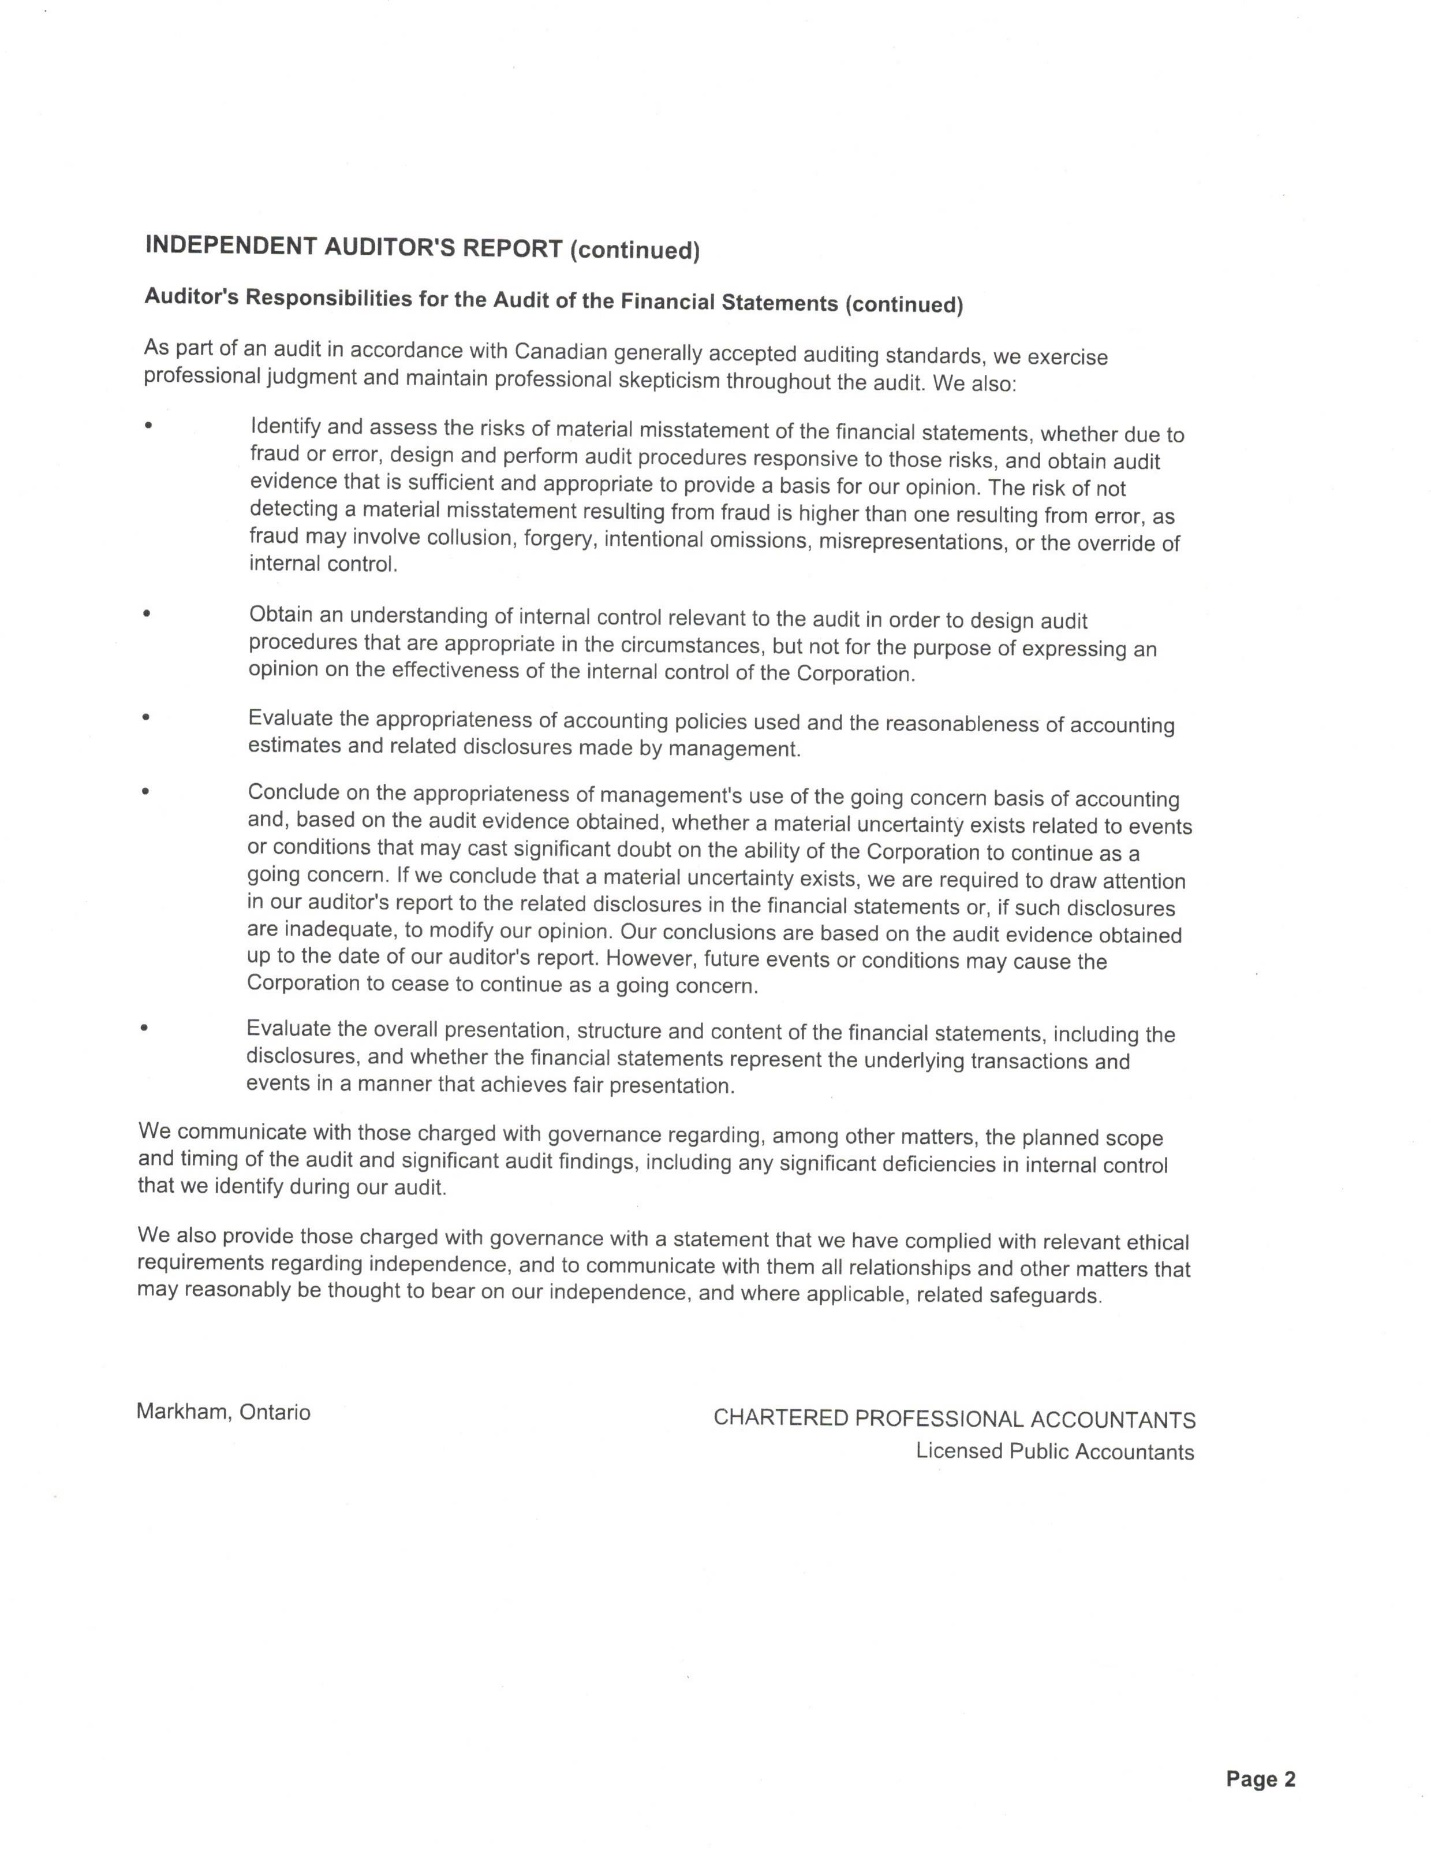 INDEPENDENT AUDITOR'S REPORT (continued)
Auditor's Responsibilities for the Audit of the Financial Statements (continued)
As part of an audit in accordance with Canadian generally accepted auditing standards, we exercise
professional judgment and maintain professional skepticism throughout the audit. We also:
• Identify and assess the risks of material misstatement of the financial statements, whether due to
fraud or error, design and perform audit procedures responsive to those risks, and obtain audit
evidence that is sufficient and appropriate to provide a basis for our opinion. The risk of not
detecting a material misstatement resulting from fraud is higher than one resulting from error, as
fraud may involve collusion, forgery, intentional omissions, misrepresentations, or the override of
internal control.
• Obtain an understanding of internal control relevant to the audit in order to design audit
procedures that are appropriate in the circumstances, but not for the purpose of expressing an
opinion on the effectiveness of the internal control of the Corporation.
• Evaluate the appropriateness of accounting policies used and the reasonableness of accounting
estimates and related disclosures made by management.
• Conclude on the appropriateness of management's use of the going concern basis of accounting
and, based on the audit evidence obtained, whether a material uncertainty exists related to events
or conditions that may cast significant doubt on the ability of the Corporation to continue as a
going concern. If we conclude that a material uncertainty exists, we are required to draw attention
in our auditor's report to the related disclosures in the financial statements or, if such disclosures
are inadequate, to modify our opinion. Our conclusions are based on the audit evidence obtained
up to the date of our auditor's report. However, future events or conditions may cause the
Corporation to cease to continue as a going concern.
• Evaluate the overall presentation, structure and content of the financial statements, including the
disclosures, and whether the financial statements represent the underlying transactions and
events in a manner that achieves fair presentation.
We communicate with those charged with governance regarding, among other matters, the planned scope
and timing of the audit and significant audit findings, including any significant deficiencies in internal control
that we identify during our audit.
We also provide those charged with governance with a statement that we have complied with relevant ethical
requirements regarding independence, and to communicate with them all relationships and other matters that
may reasonably be thought to bear on our independence, and where applicable, related safeguards.
Markham, Ontario
CHARTERED PROFESSIONAL ACCOUNTANTS
Licensed Public Accountants
Page 2